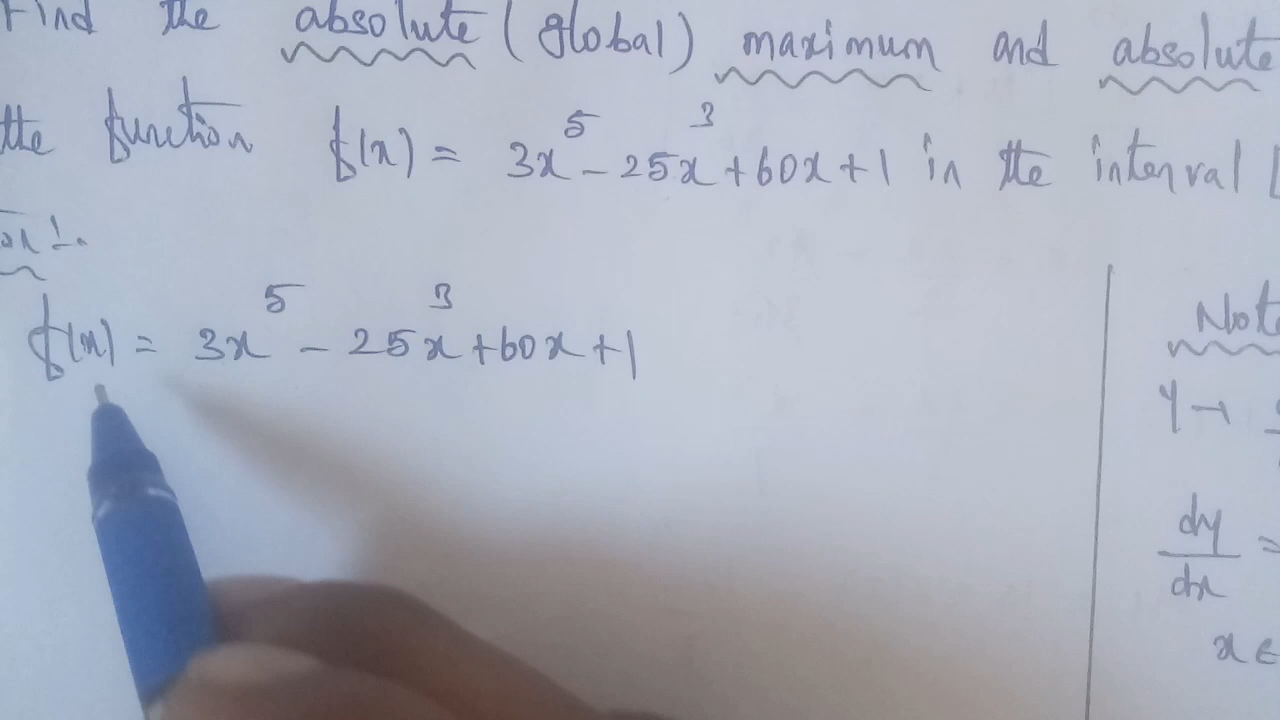 Find the absolute (global) maximum and absolute
the function f(x) = 3x⁵ - 25x³ + 60x + 1 in the interval [
f(x) = 3x⁵ - 25x³ + 60x + 1
Y →
dy/dx =
x ∈